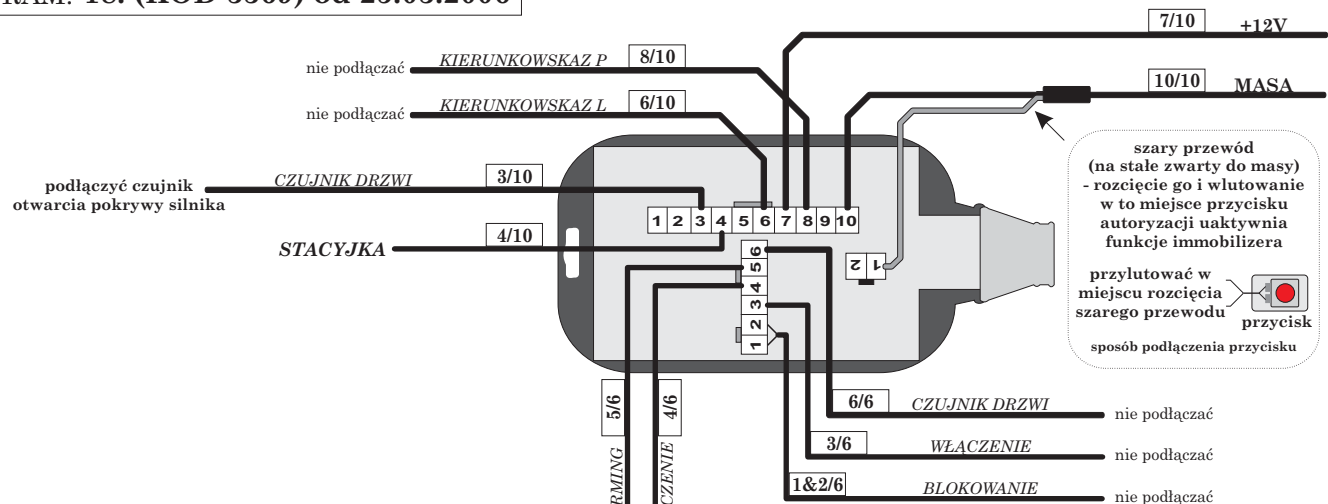 7/10 +12V
nie podłączać KIERUNKOWSKAZ P 8/10
10/10 MASA
nie podłączać KIERUNKOWSKAZ L 6/10
szary przewód
(na stałe zwarty do masy)
- rozcięcie go i wlutowanie
w to miejsce przycisku
autoryzacji uaktywnia
funkcje immobilizera
przylutować w
miejscu rozcięcia
szarego przewodu
przycisk
sposób podłączenia przycisku
podłączyć czujnik
otwarcia pokrywy silnika
CZUJNIK DRZWI 3/10
1 2 3 4 5 6 7 8 9 10
STACYJKA 4/10
6
5
4
3
2
1
2 1
5/6
4/6
6/6 CZUJNIK DRZWI nie podłączać
3/6 WŁĄCZENIE nie podłączać
1&2/6 BLOKOWANIE nie podłączać